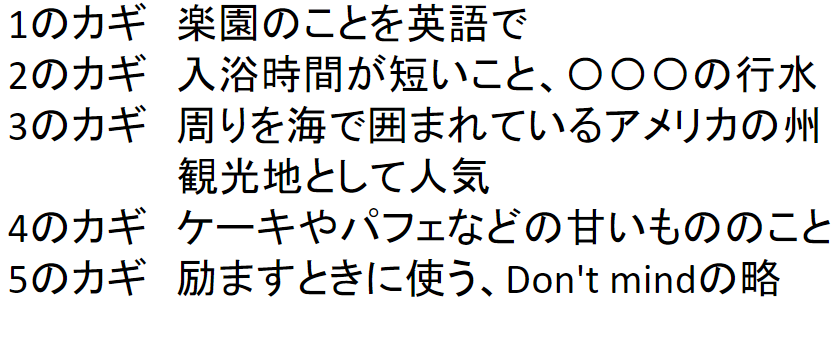 1のカギ　楽園のことを英語で
2のカギ　入浴時間が短いこと、〇〇〇の行水
3のカギ　周りを海で囲まれているアメリカの州
観光地として人気
4のカギ　ケーキやパフェなどの甘いもののこと
5のカギ　励ますときに使う、Don't mindの略